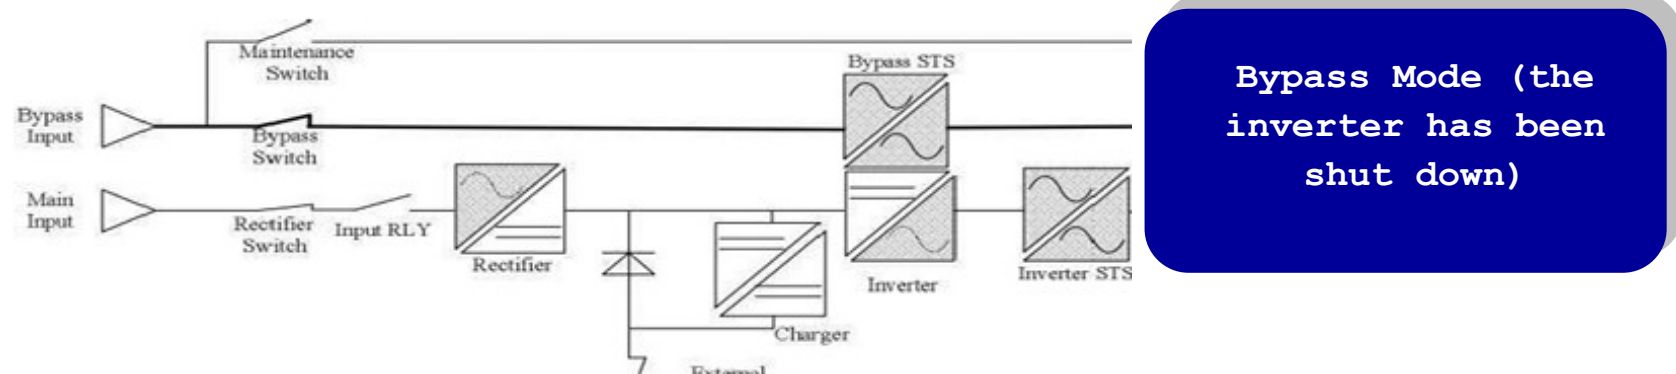 Maintenance
Switch
Bypass STS
Bypass
Input
Bypass
Switch
Main
Input
Rectifier
Switch
Input RLY
Rectifier
Charger
Inverter
Inverter STS
External
Bypass Mode (the
inverter has been
shut down)